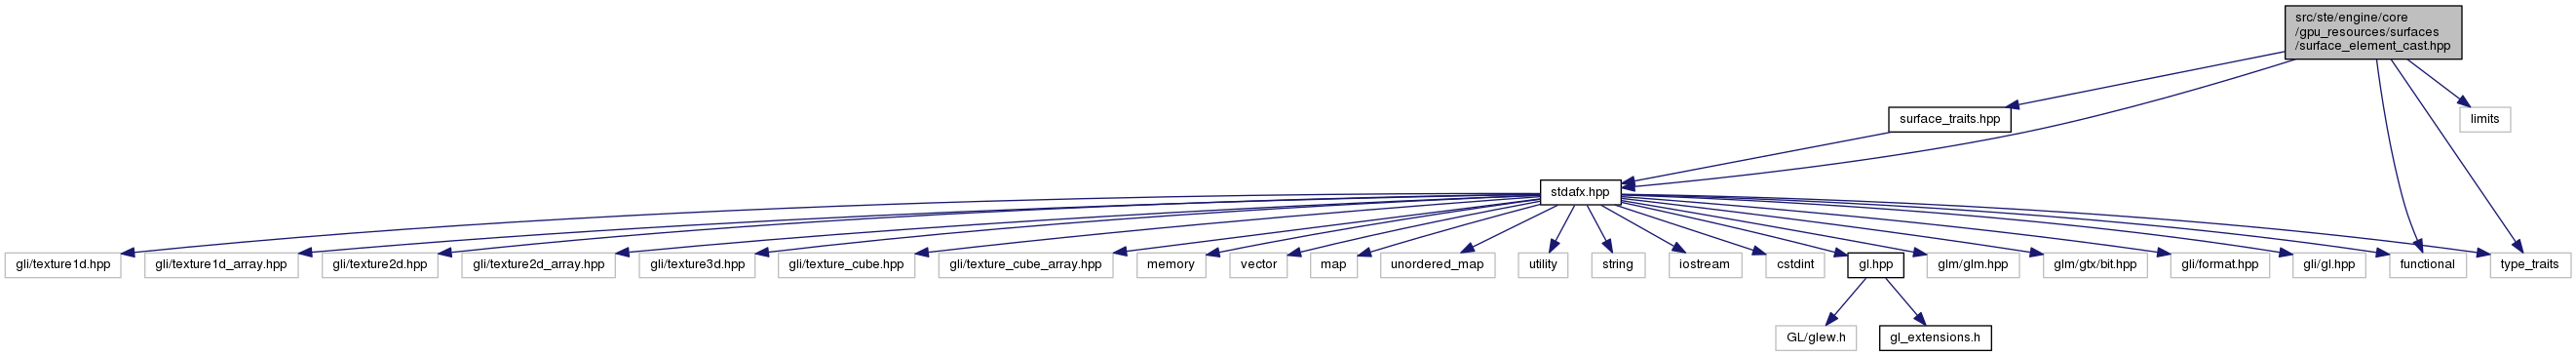 src/ste/engine/core
/gpu_resources/surfaces
/surface_element_cast.hpp
surface_traits.hpp
limits
stdafx.hpp
gli/texture1d.hpp
gli/texture1d_array.hpp
gli/texture2d.hpp
gli/texture2d_array.hpp
gli/texture3d.hpp
gli/texture_cube.hpp
gli/texture_cube_array.hpp
memory
vector
map
unordered_map
utility
string
iostream
cstdint
gl.hpp
glm/glm.hpp
glm/gtx/bit.hpp
gli/format.hpp
gli/gl.hpp
functional
type_traits
GL/glew.h
gl_extensions.h